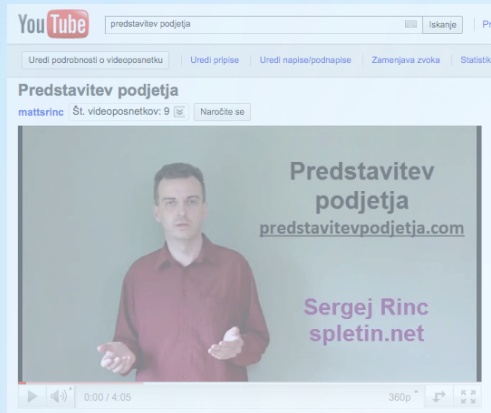 YouTube
predstavitev podjetja
Iskanje
Uredi podrobnosti o videoposnetku
Uredi pripise
Uredi napise/podnapise
Zamenjava zvoka
Predstavitev podjetja
mattsrinc
Št. videoposnetkov: 9
Naročite se
Predstavitev
podjetja
predstavitevpodjetja.com
Sergej Rinc
spletin.net
0:00 / 4:05
360p